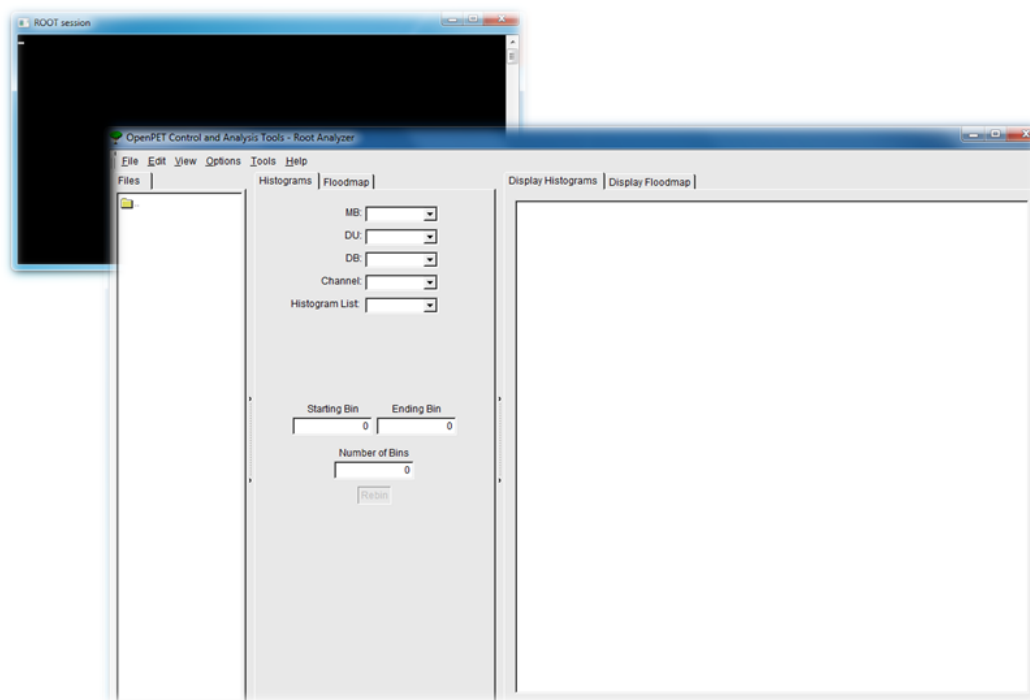 ROOT session
OpenPET Control and Analysis Tools - Root Analyzer
File Edit View Options Tools Help
Files
Histograms Floodmap
Display Histograms Display Floodmap
..
MB:
DU:
DB:
Channel:
Histogram List:
Starting Bin Ending Bin
0 0
Number of Bins
0
Rebin